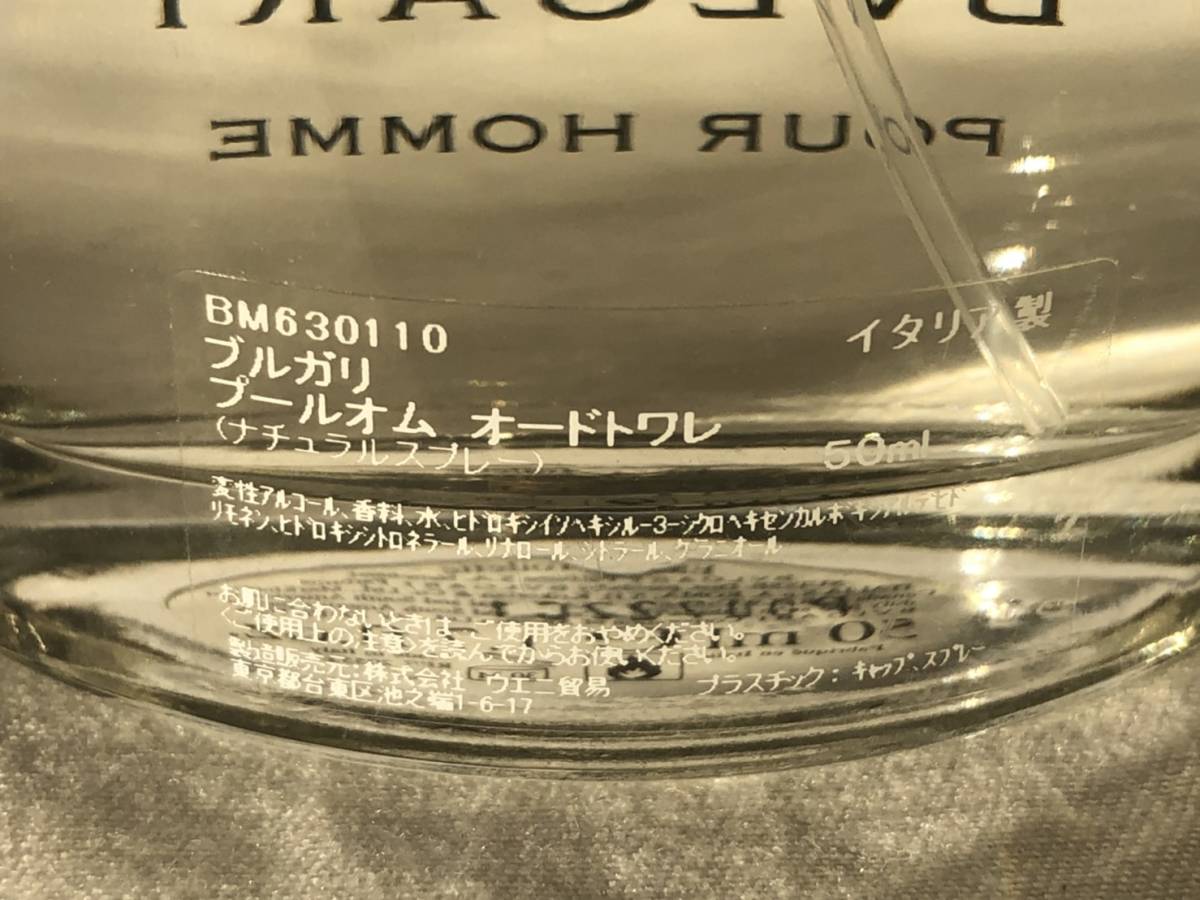 BVLGARI
POUR HOMME
BM630110
イタリア製
ブルガリ
プールオム オードトワレ
(ナチュラルスプレー)
50ml
変性アルコール、香料、水、ヒドロキシイソヘキシル-3-シクロヘキセンカルボキシアルデヒド
リモネン、ヒドロキシシトロネラール、リナロール、シトラール、ゲラニオール
お肌に合わないときは、ご使用をおやめください。
〈ご使用上の注意〉を読んでからお使いください。
製造販売元:株式会社 ウエニ貿易
プラスチック:キャップ、スプレー
東京都台東区池之端1-6-17
50 ml